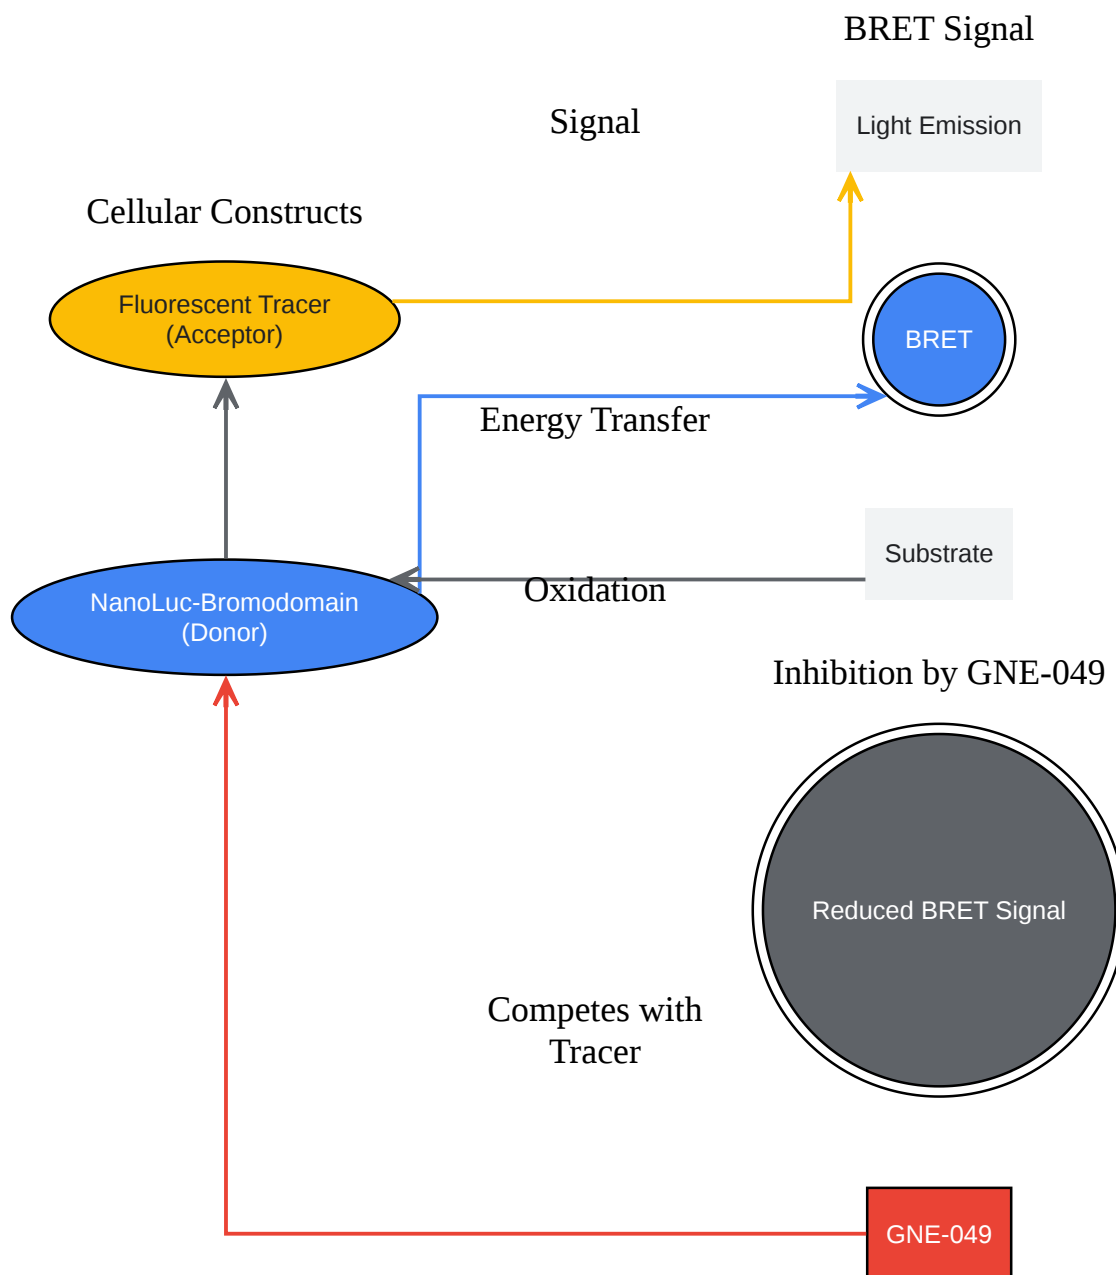 BRET Signal
Light Emission
Signal
Cellular Constructs
Fluorescent Tracer
(Acceptor)
BRET
Energy Transfer
Substrate
Oxidation
NanoLuc-Bromodomain
(Donor)
Inhibition by GNE-049
Reduced BRET Signal
Competes with
Tracer
GNE-049